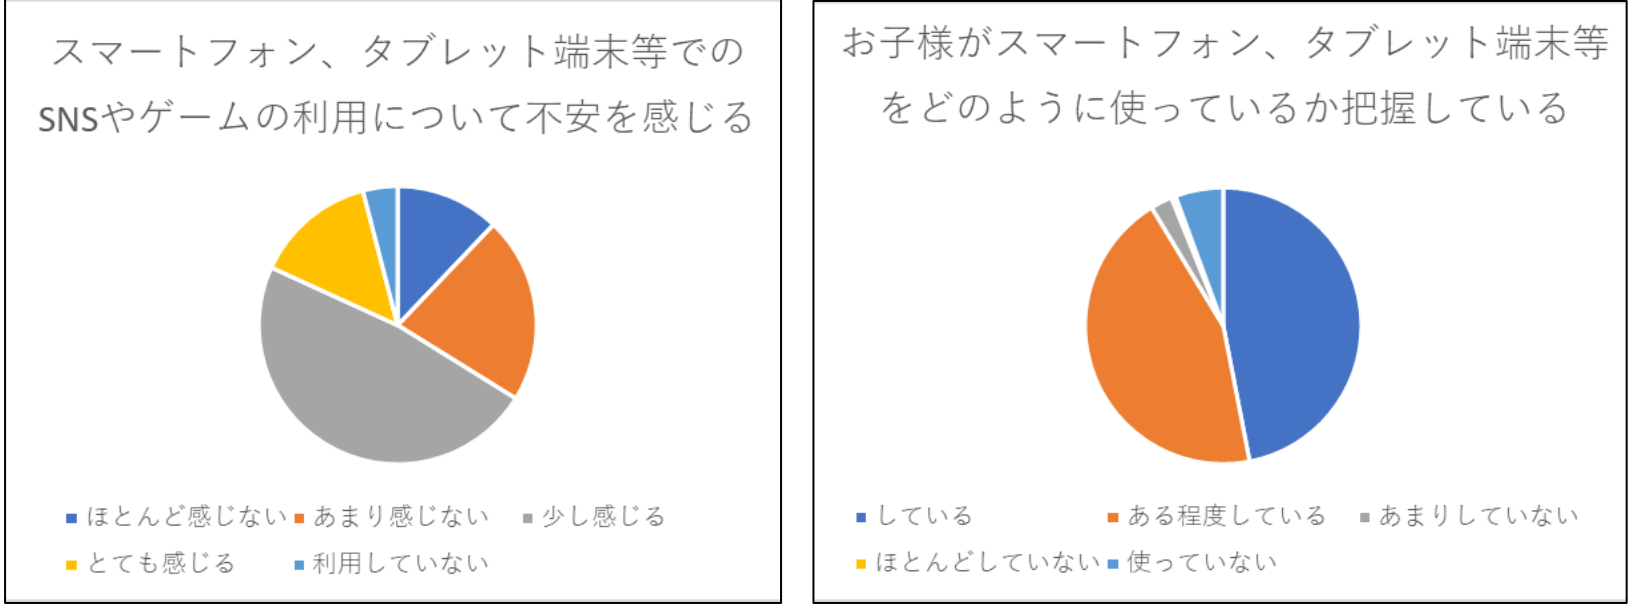 スマートフォン、タブレット端末等での
SNSやゲームの利用について不安を感じる
ほとんど感じない あまり感じない 少し感じる
とても感じる 利用していない
お子様がスマートフォン、タブレット端末等
をどのように使っているか把握している
している ある程度している あまりしていない
ほとんどしていない 使っていない